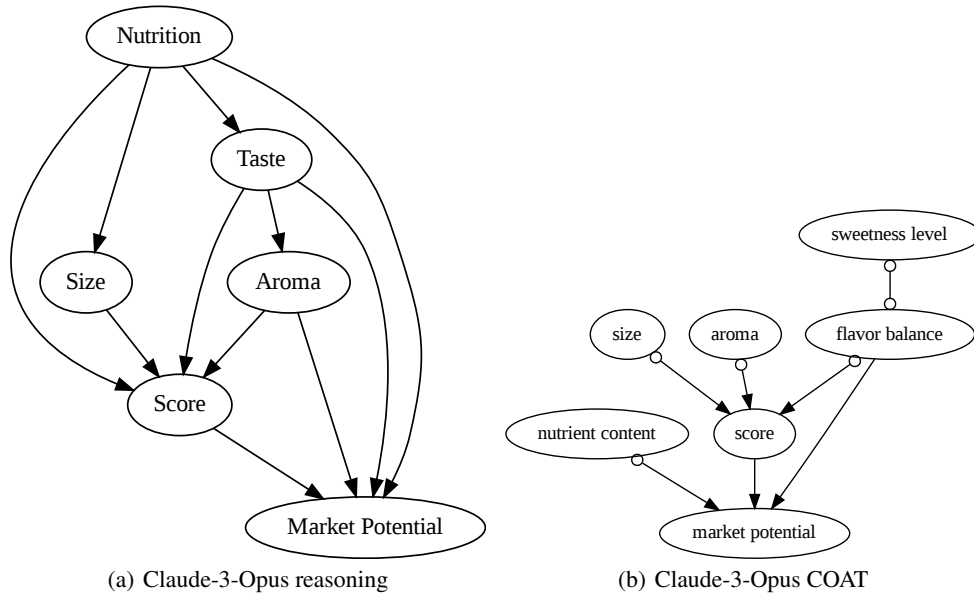 Nutrition
Taste
Size
Aroma
Score
Market Potential
(a) Claude-3-Opus reasoning
sweetness level
size
aroma
flavor balance
nutrient content
score
market potential
(b) Claude-3-Opus COAT